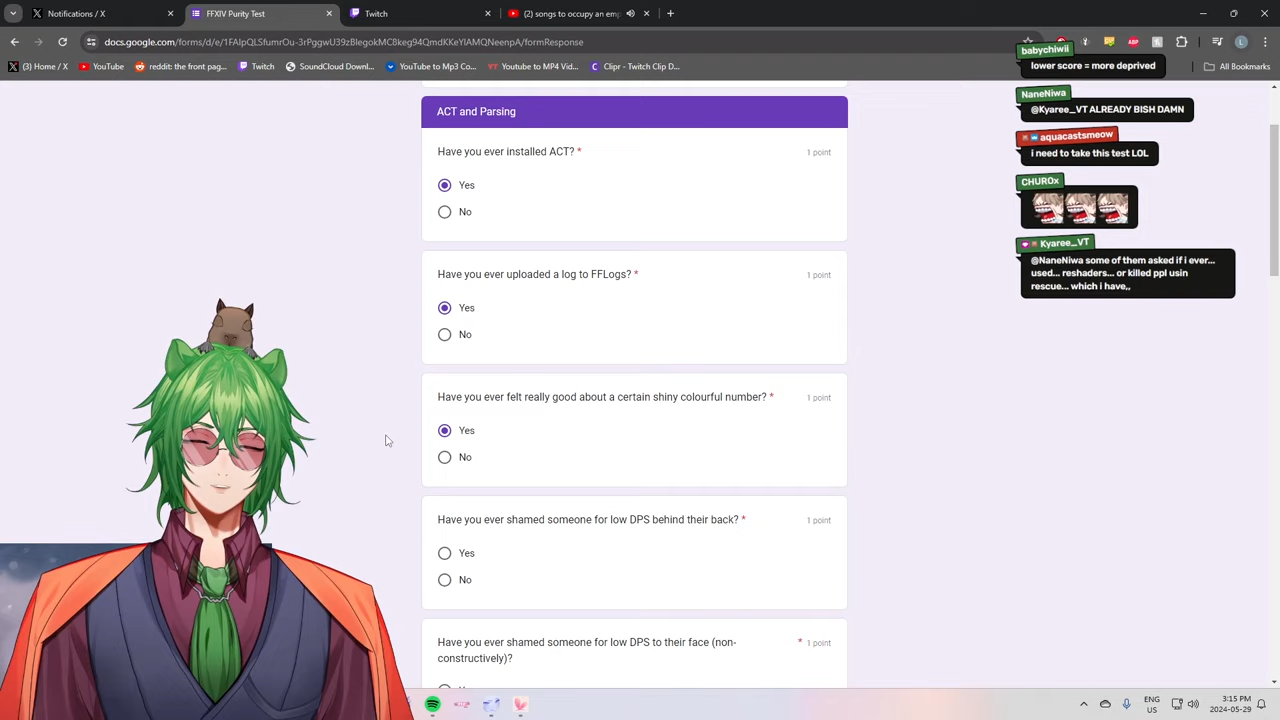 Notifications / X
FFXIV Purity Test
Twitch
(2) songs to occupy an em
docs.google.com/forms/d/e/1FAIpQLSfumrOu-3rPggwU39zBlegokMC8keg94QmdKKeYlAMQNeenpA/formResponse
(3) Home / X
YouTube
reddit: the front pag...
Twitch
SoundCloud Downl...
YouTube to Mp3 Co...
Youtube to MP4 Vid...
Clipr - Twitch Clip D...
All Bookmarks
babychiwii
lower score = more deprived
NaneNiwa
@Kyaree_VT ALREADY BISH DAMN
aquacastsmeow
i need to take this test LOL
CHUROx
Kyaree_VT
@NaneNiwa some of them asked if i ever...
used... reshaders... or killed ppl usin
rescue... which i have,,
ACT and Parsing
Have you ever installed ACT? *
1 point
Yes
No
Have you ever uploaded a log to FFLogs? *
1 point
Yes
No
Have you ever felt really good about a certain shiny colourful number? *
1 point
Yes
No
Have you ever shamed someone for low DPS behind their back? *
1 point
Yes
No
Have you ever shamed someone for low DPS to their face (non-
constructively)?
* 1 point
ENG
US
3:15 PM
2024-05-29